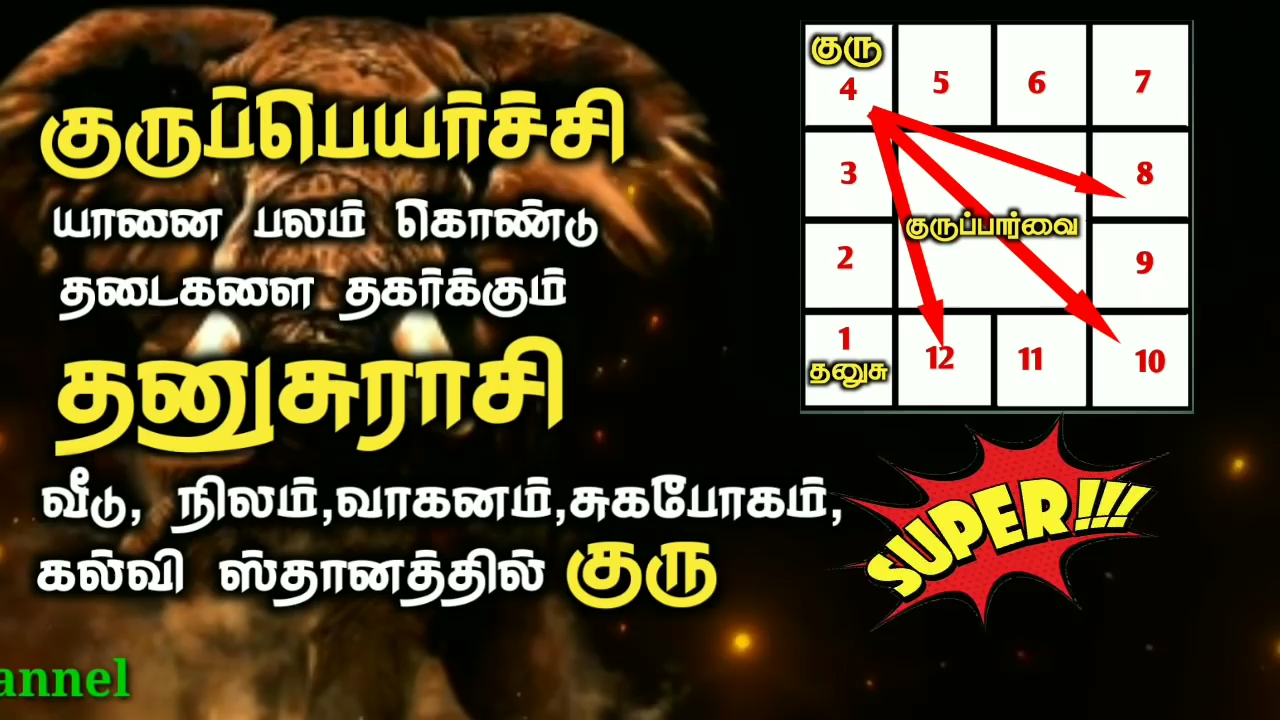 குருப்பெயர்ச்சி
யானை பலம் கொண்டு
தடைகளை தகர்க்கும்
தனுசுராசி
வீடு, நிலம்,வாகனம்,சுகபோகம்,
கல்வி ஸ்தானத்தில் குரு
annel
குரு
4 5 6 7
3 8
குருப்பார்வை
2 9
1 12 11 10
தனுசு
SUPER!!!